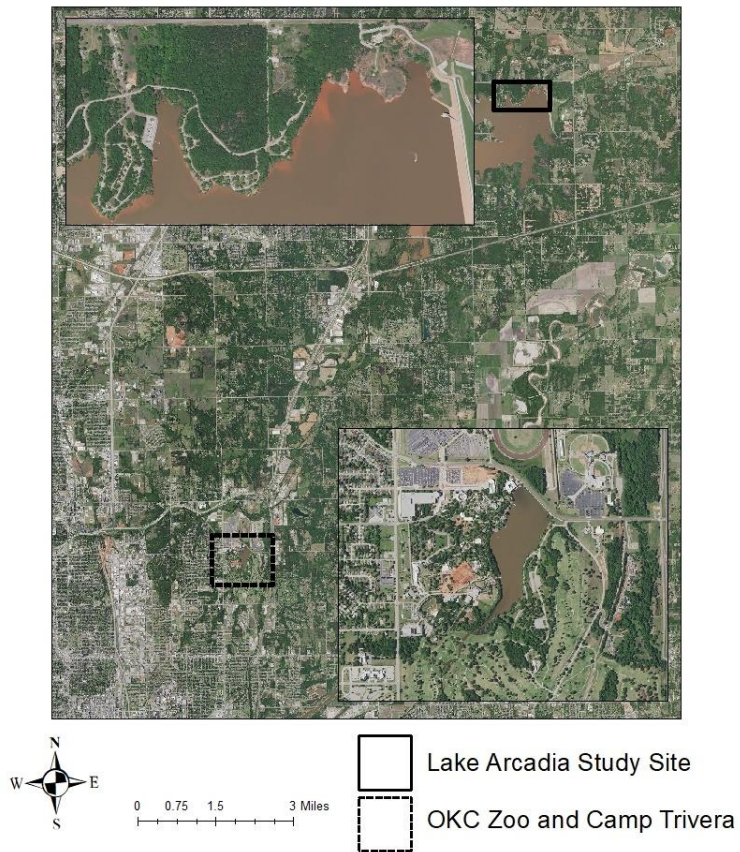 N
W E
S
0 0.75 1.5 3 Miles
Lake Arcadia Study Site
OKC Zoo and Camp Trivera